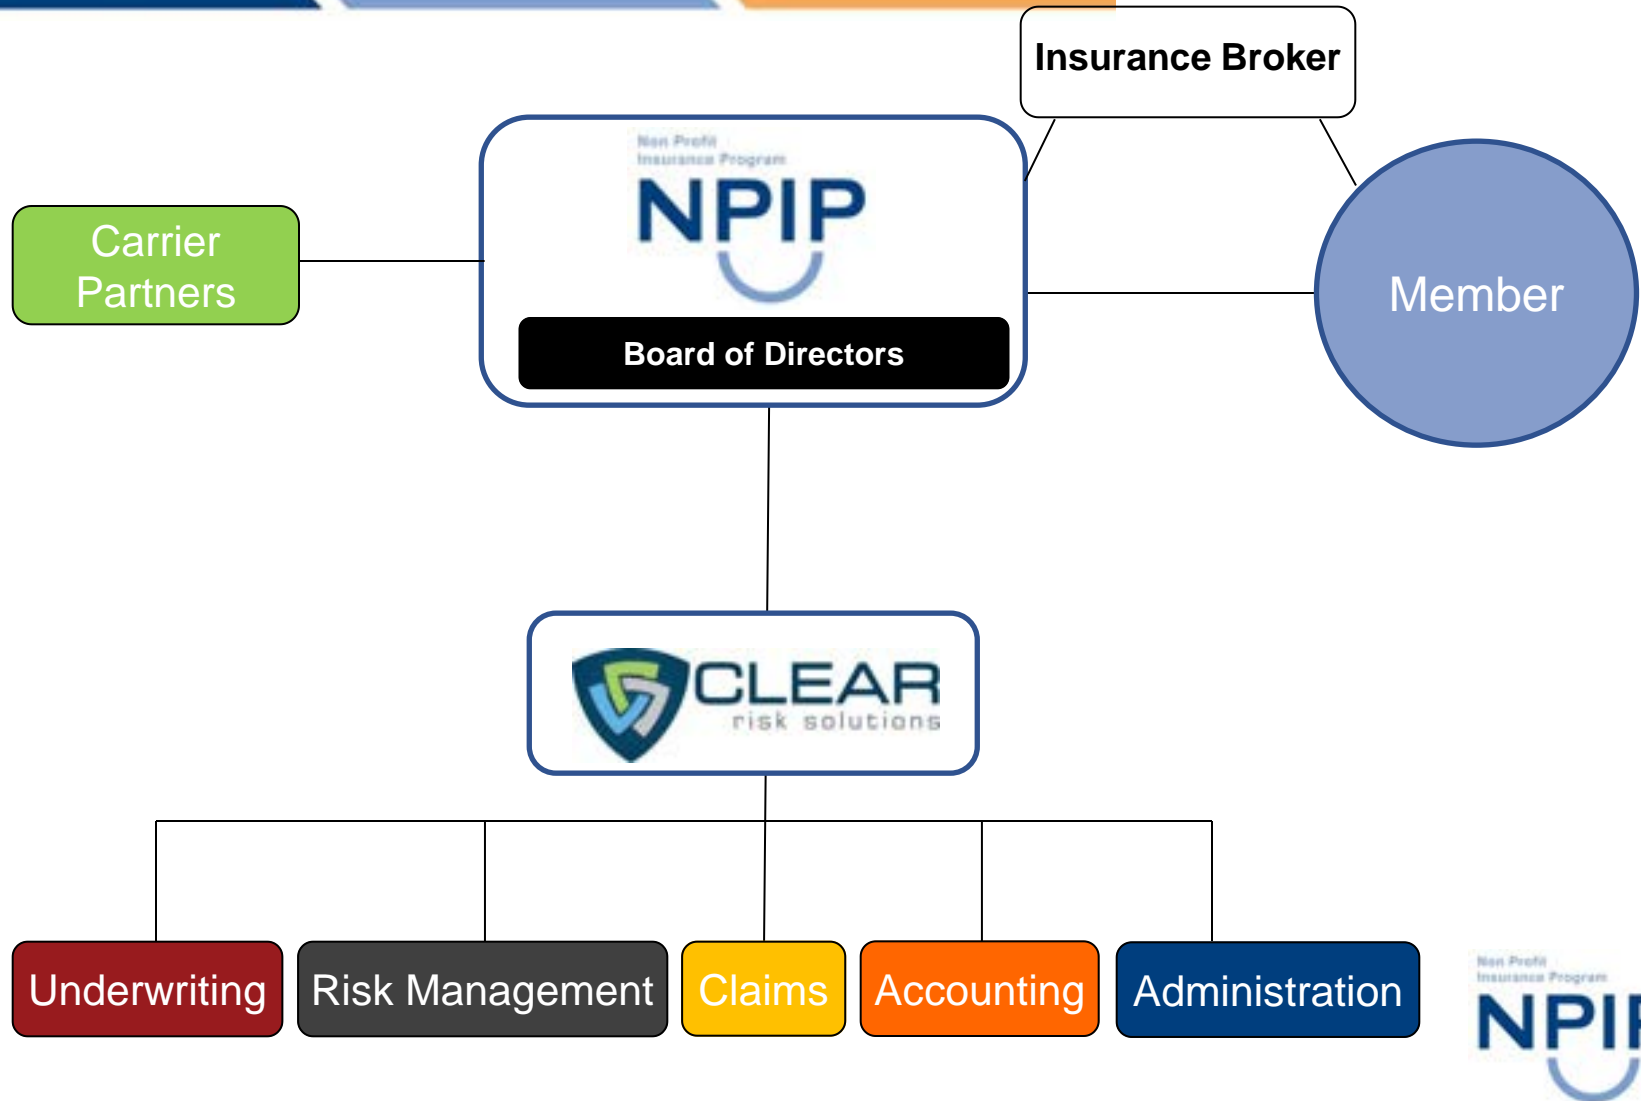 Insurance Broker
Non Profit
Insurance Program
NPIP
Board of Directors
Carrier
Partners
Member
CLEAR
risk solutions
Underwriting
Risk Management
Claims
Accounting
Administration
Non Profit
Insurance Program
NPIP